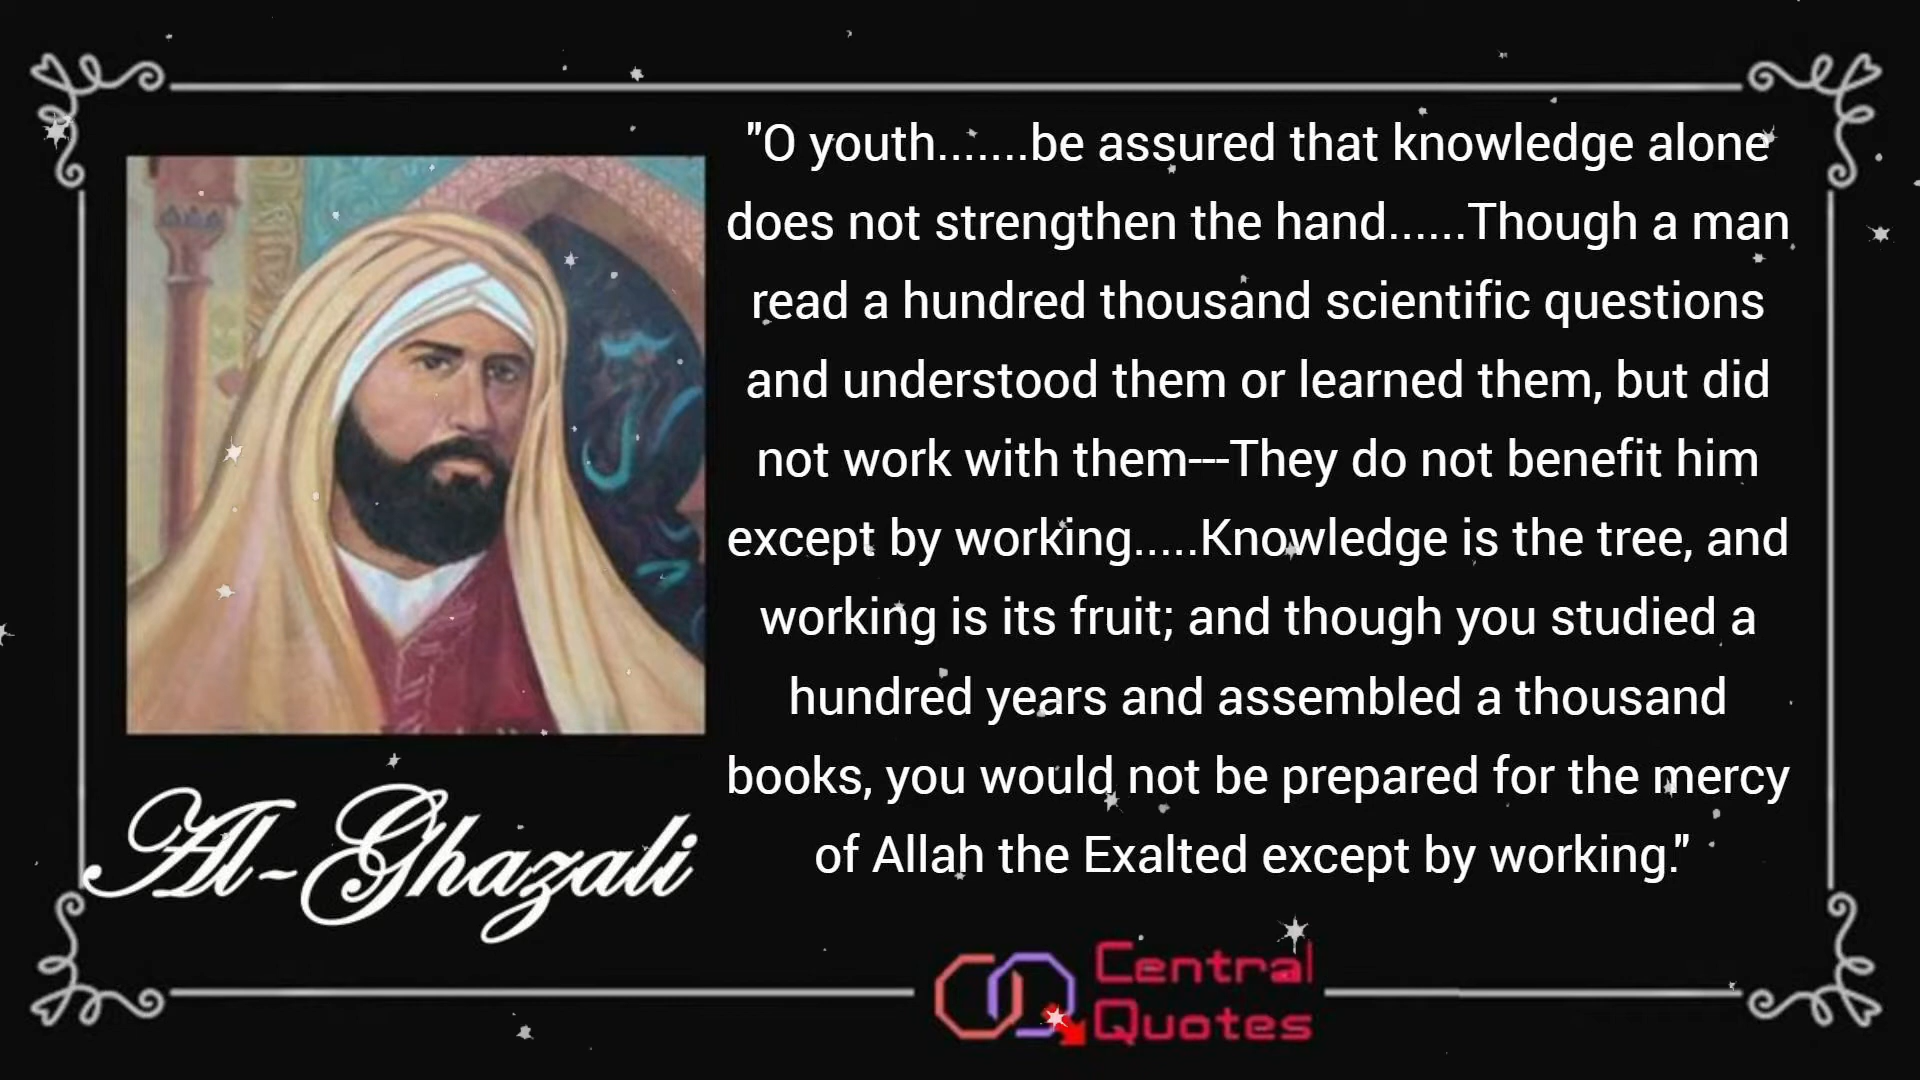 "O youth.......be assured that knowledge alone
does not strengthen the hand......Though a man
read a hundred thousand scientific questions
and understood them or learned them, but did
not work with them---They do not benefit him
except by working.....Knowledge is the tree, and
working is its fruit; and though you studied a
hundred years and assembled a thousand
books, you would not be prepared for the mercy
of Allah the Exalted except by working."
Al-Ghazali
Central
Quotes